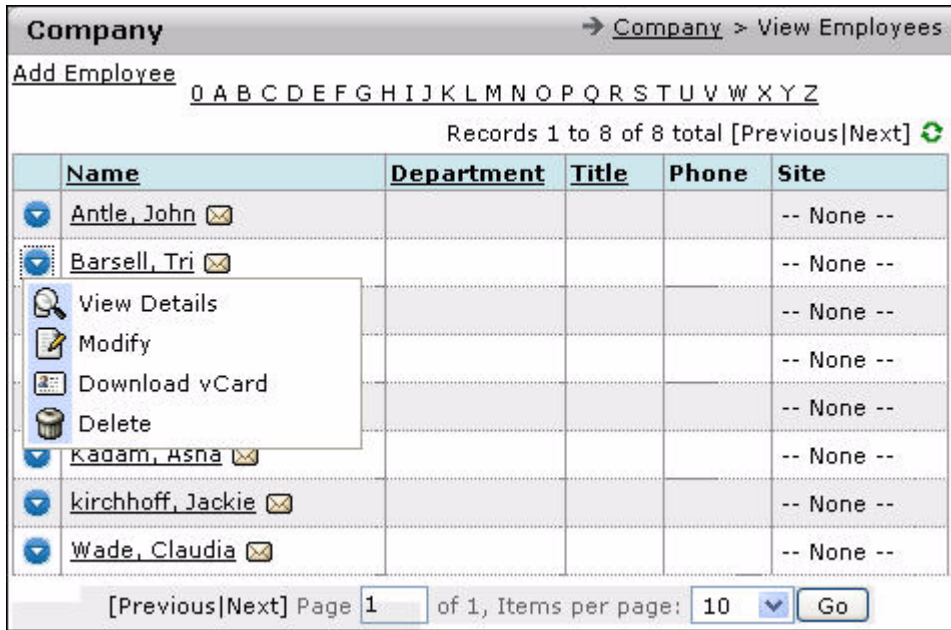 Company → Company > View Employees
Add Employee
0 A B C D E F G H I J K L M N O P Q R S T U V W X Y Z
Records 1 to 8 of 8 total [Previous|Next]
Name Department Title Phone Site
Antle, John -- None --
Barsell, Tri -- None --
View Details -- None --
Modify -- None --
Download vCard -- None --
Delete
Kadam, Asha -- None --
kirchhoff, Jackie -- None --
Wade, Claudia -- None --
[Previous|Next] Page 1 of 1, Items per page: 10 Go